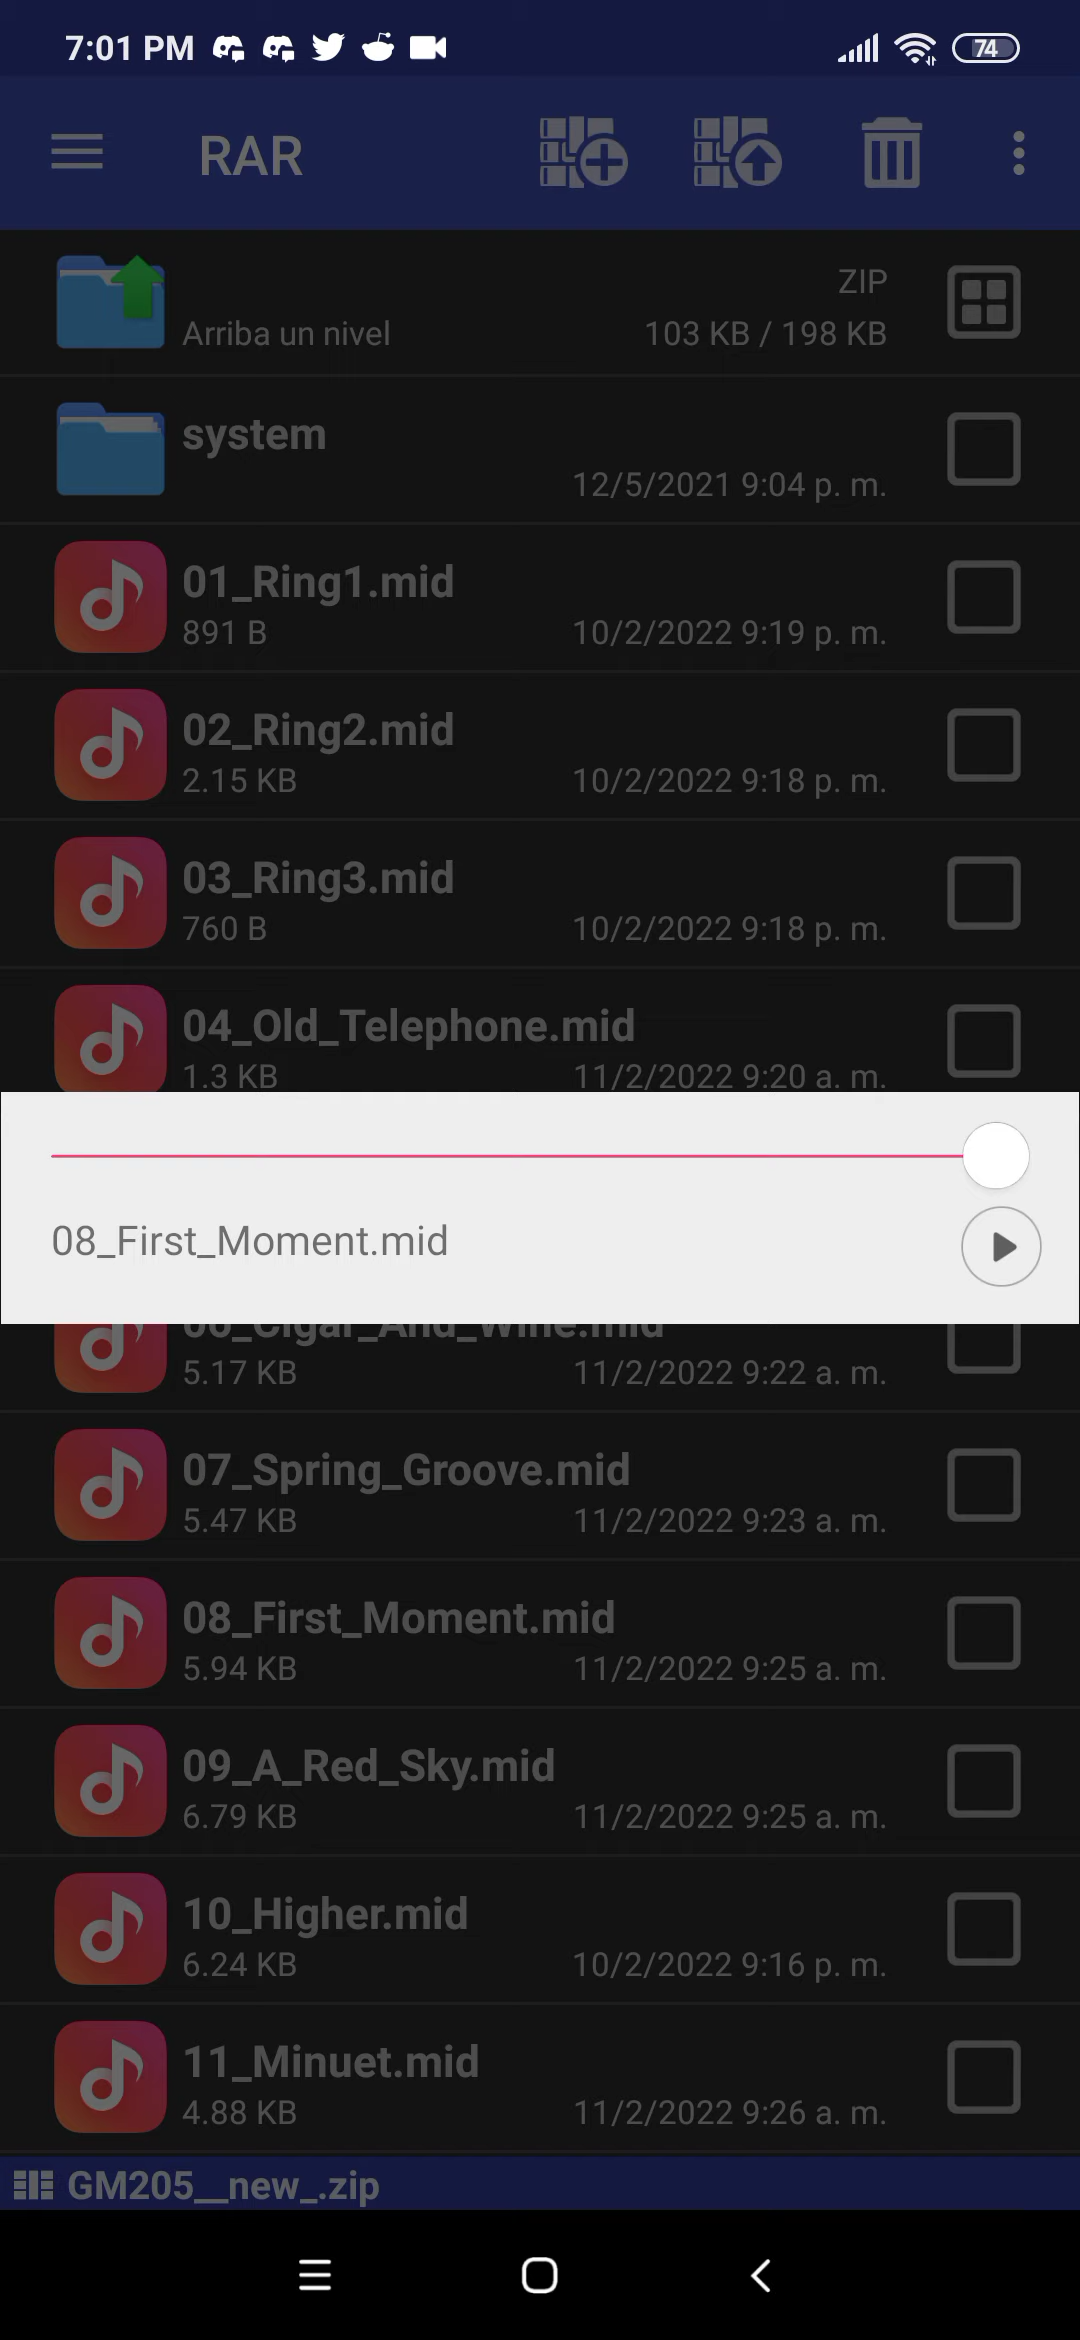 7:01 PM
74
RAR
ZIP
Arriba un nivel
103 KB / 198 KB
system
12/5/2021 9:04 p. m.
01_Ring1.mid
891 B
10/2/2022 9:19 p. m.
02_Ring2.mid
2.15 KB
10/2/2022 9:18 p. m.
03_Ring3.mid
760 B
10/2/2022 9:18 p. m.
04_Old_Telephone.mid
1.3 KB
11/2/2022 9:20 a. m.
08_First_Moment.mid
06_Cigar_And_Wine.mid
5.17 KB
11/2/2022 9:22 a. m.
07_Spring_Groove.mid
5.47 KB
11/2/2022 9:23 a. m.
08_First_Moment.mid
5.94 KB
11/2/2022 9:25 a. m.
09_A_Red_Sky.mid
6.79 KB
11/2/2022 9:25 a. m.
10_Higher.mid
6.24 KB
10/2/2022 9:16 p. m.
11_Minuet.mid
4.88 KB
11/2/2022 9:26 a. m.
GM205__new_.zip